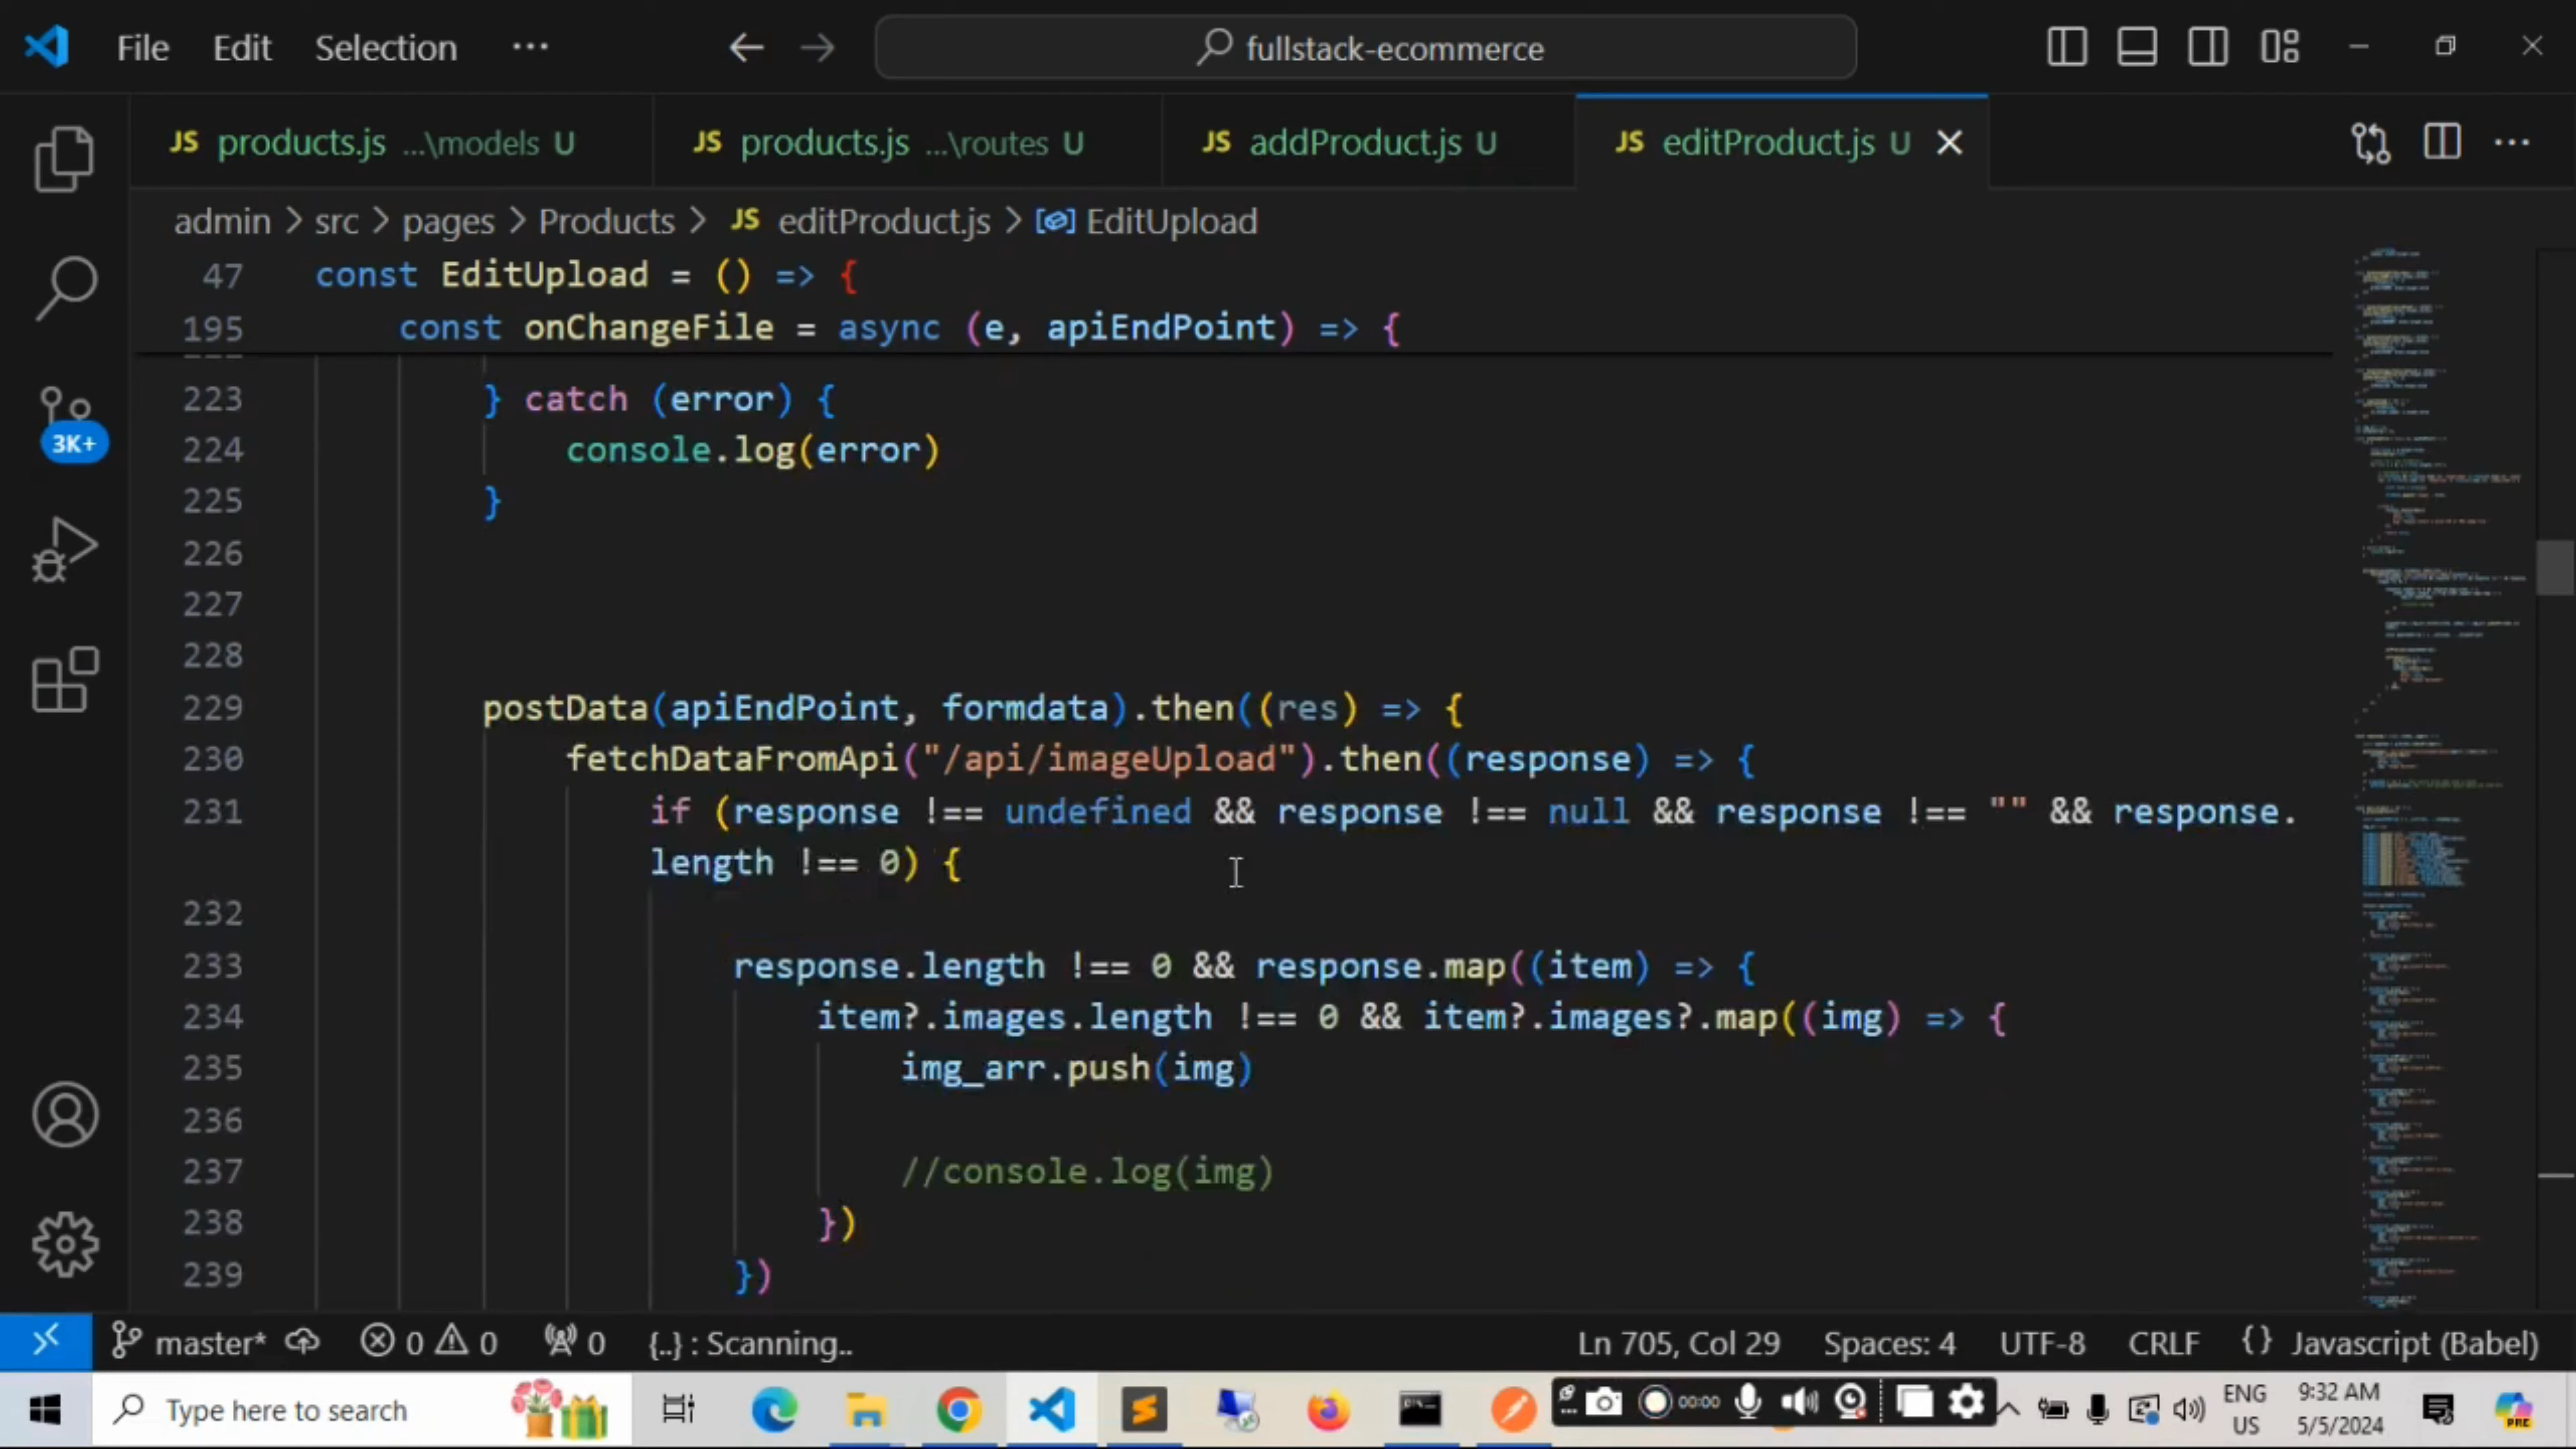 File Edit Selection ··· fullstack-ecommerce
JS products.js ...\models U JS products.js ...\routes U JS addProduct.js U JS editProduct.js U
admin > src > pages > Products > JS editProduct.js > EditUpload
47 const EditUpload = () => {
195 const onChangeFile = async (e, apiEndPoint) => {
223 } catch (error) {
224 console.log(error)
225 }
226
227
228
229 postData(apiEndPoint, formdata).then((res) => {
230 fetchDataFromApi("/api/imageUpload").then((response) => {
231 if (response !== undefined && response !== null && response !== "" && response.
length !== 0) {
232
233 response.length !== 0 && response.map((item) => {
234 item?.images.length !== 0 && item?.images?.map((img) => {
235 img_arr.push(img)
236
237 //console.log(img)
238 })
239 })
3K+
master* 0 0 0 {..} : Scanning.. Ln 705, Col 29 Spaces: 4 UTF-8 CRLF {} Javascript (Babel)
Type here to search 00:00 ENG 9:32 AM
US 5/5/2024 PRE